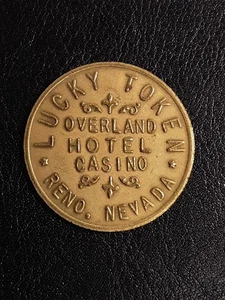 LUCKY TOKEN
OVERLAND
HOTEL
CASINO
RENO, NEVADA